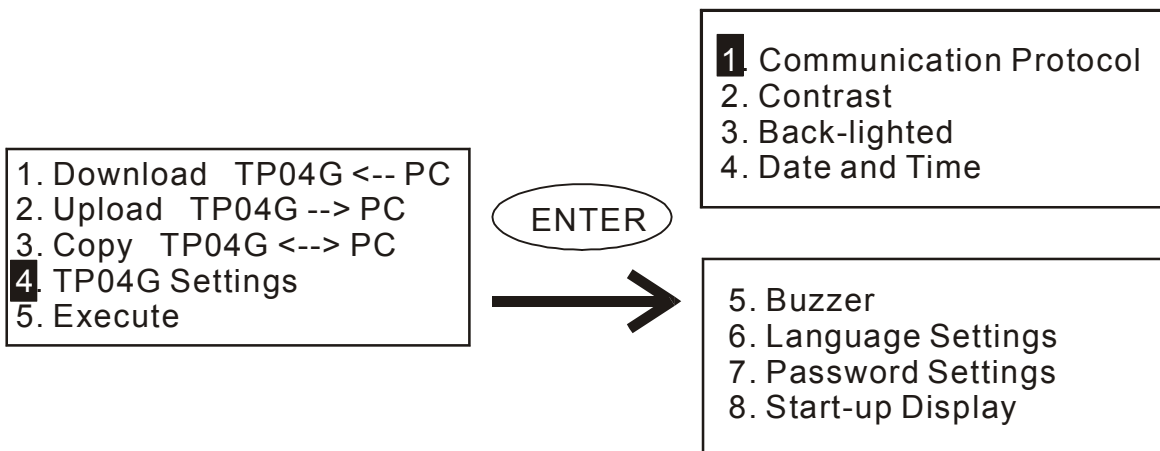 1. Download TP04G <-- PC
2. Upload TP04G --> PC
3. Copy TP04G <--> PC
4. TP04G Settings
5. Execute
ENTER
1. Communication Protocol
2. Contrast
3. Back-lighted
4. Date and Time
5. Buzzer
6. Language Settings
7. Password Settings
8. Start-up Display